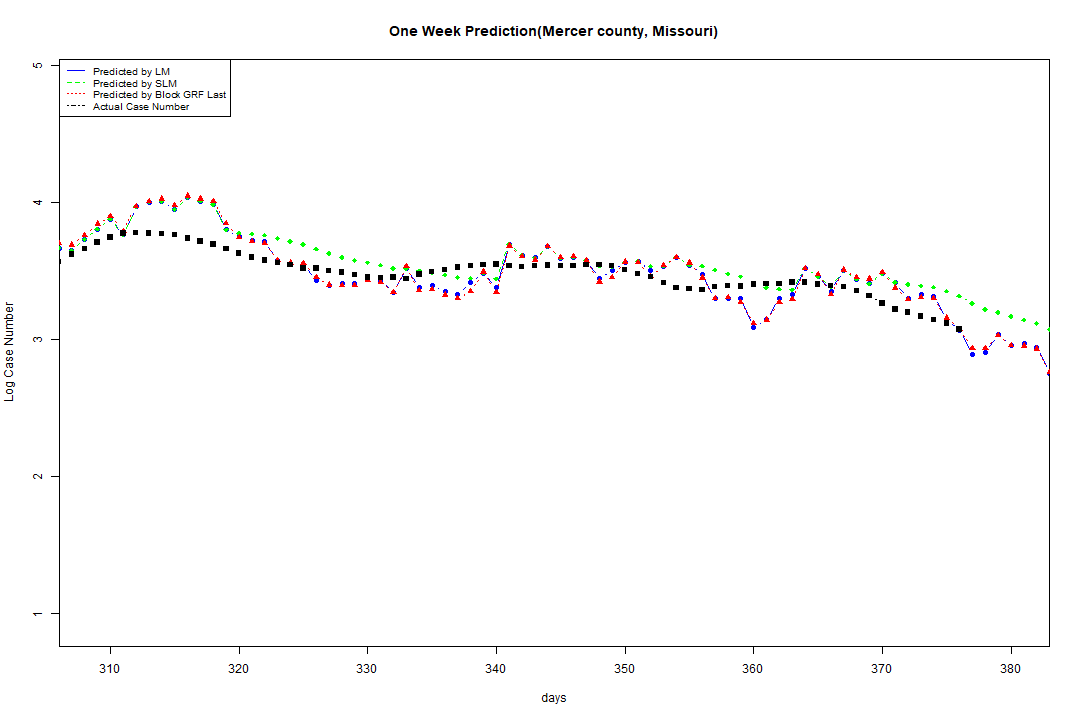 One Week Prediction(Mercer county, Missouri)
Predicted by LM
Predicted by SLM
Predicted by Block GRF Last
Actual Case Number
5
4
3
2
1
Log Case Number
310 320 330 340 350 360 370 380
days